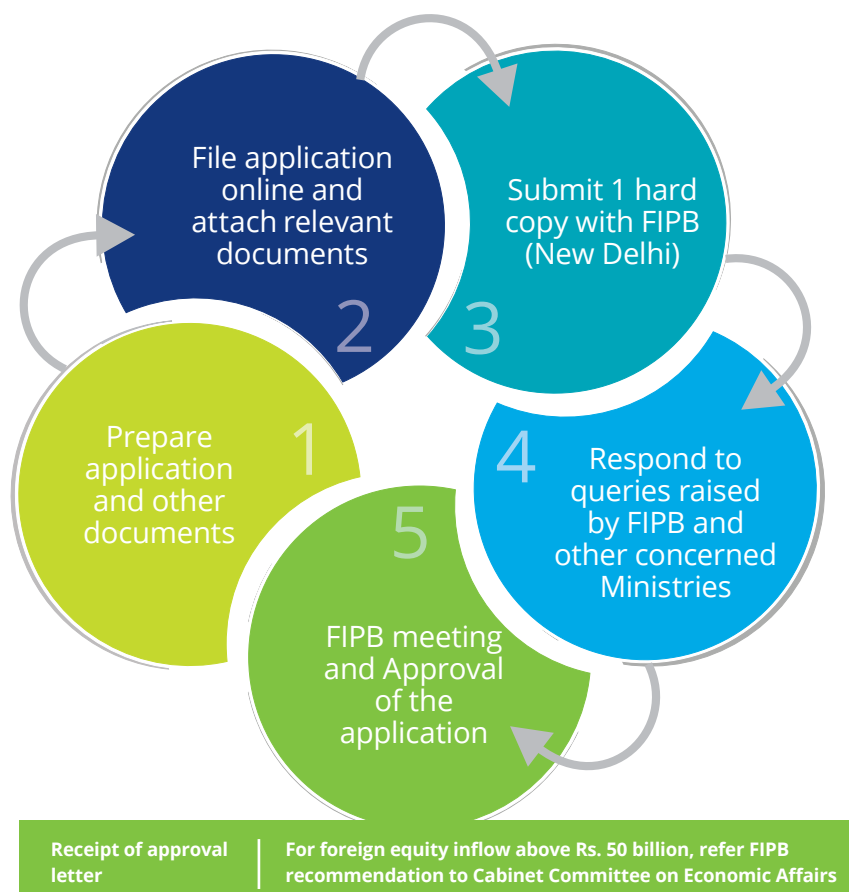 1
Prepare
application
and other
documents
2
File application
online and
attach relevant
documents
3
Submit 1 hard
copy with FIPB
(New Delhi)
4
Respond to
queries raised
by FIPB and
other concerned
Ministries
5
FIPB meeting
and Approval
of the
application
Receipt of approval
letter
For foreign equity inflow above Rs. 50 billion, refer FIPB
recommendation to Cabinet Committee on Economic Affairs